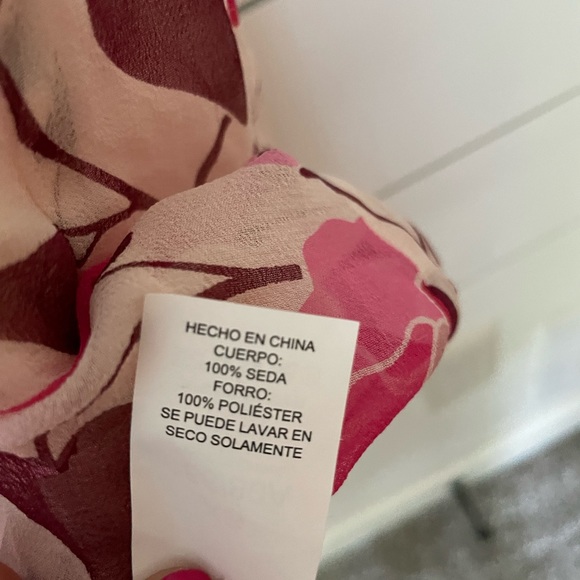 HECHO EN CHINA
CUERPO:
100% SEDA
FORRO:
100% POLIÉSTER
SE PUEDE LAVAR EN
SECO SOLAMENTE